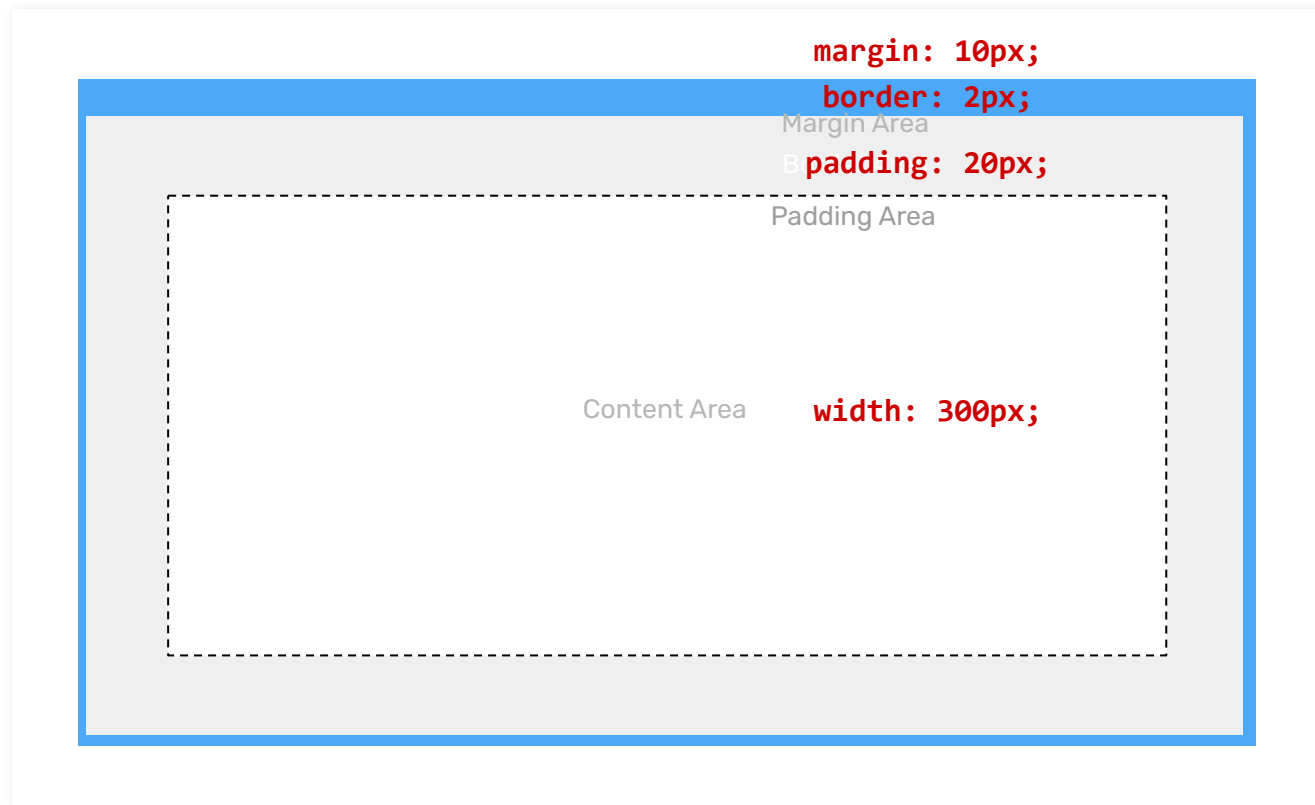 margin: 10px;
border: 2px;
Margin Area
padding: 20px;
Padding Area
Content Area width: 300px;